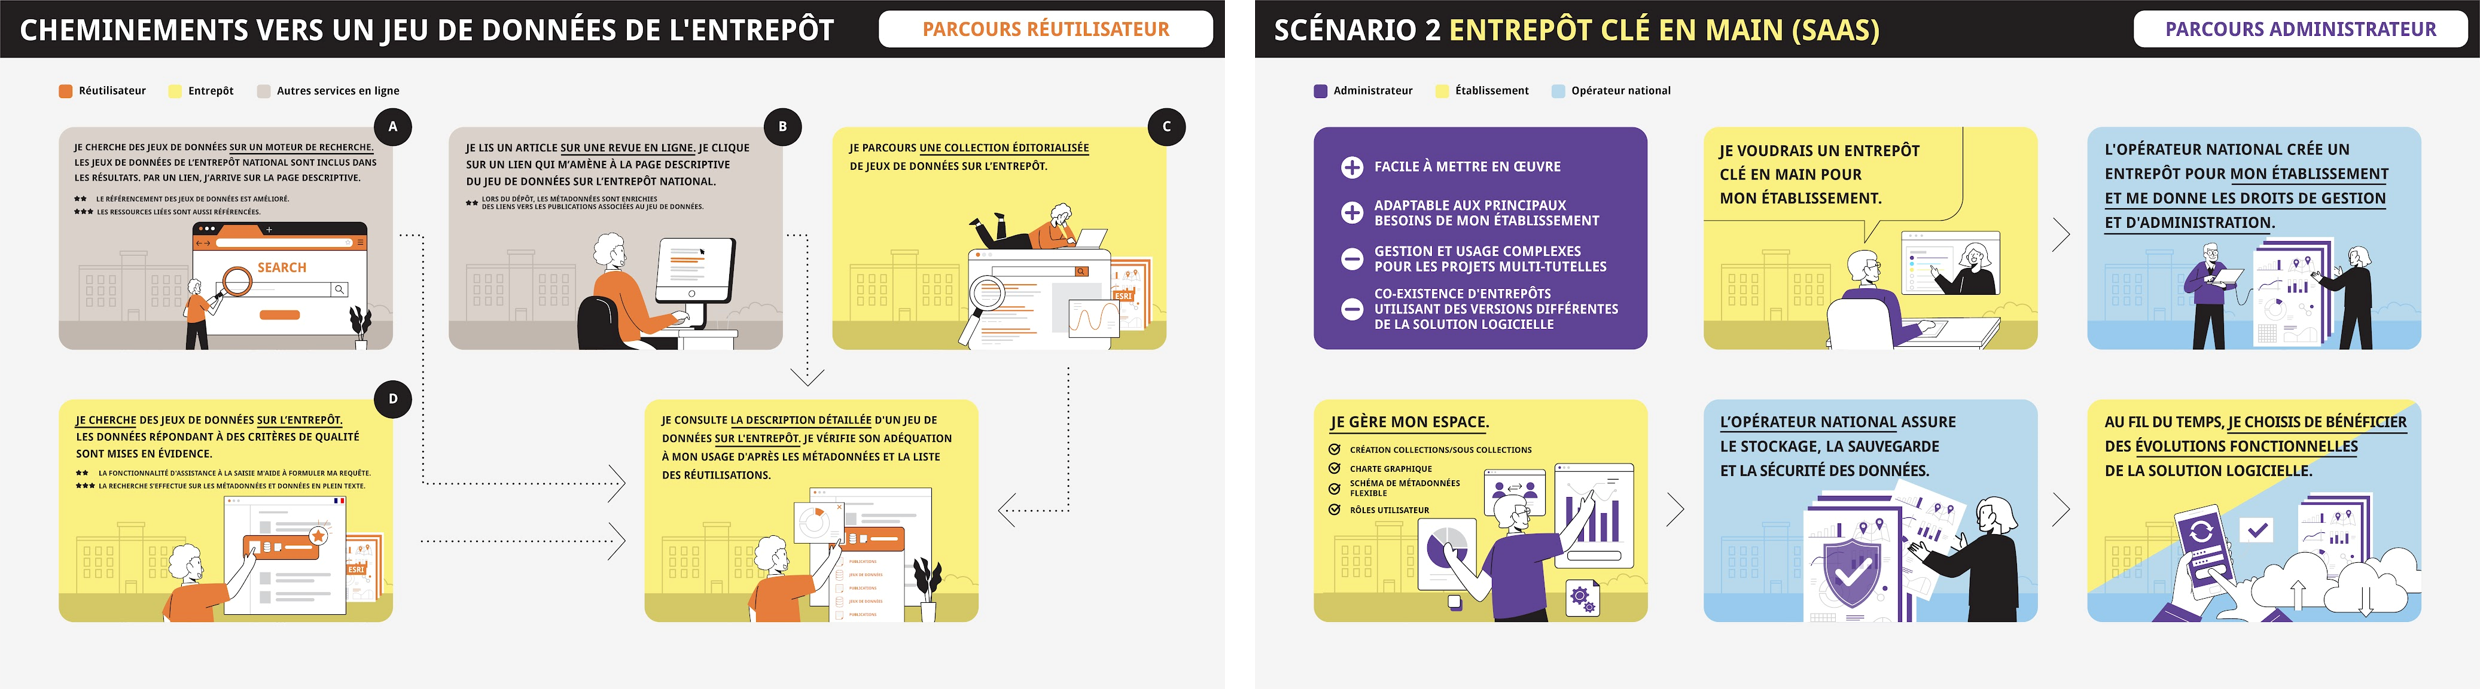 CHEMINEMENTS VERS UN JEU DE DONNÉES DE L'ENTREPÔT
PARCOURS RÉUTILISATEUR
Réutilisateur
Entrepôt
Autres services en ligne
A
JE CHERCHE DES JEUX DE DONNÉES SUR UN MOTEUR DE RECHERCHE.
LES JEUX DE DONNÉES DE L'ENTREPÔT NATIONAL SONT INCLUS DANS
LES RÉSULTATS. PAR UN LIEN, J'ARRIVE SUR LA PAGE DESCRIPTIVE.
★★ LE RÉFÉRENCEMENT DES JEUX DE DONNÉES EST AMÉLIORÉ.
★★★ LES RESSOURCES LIÉES SONT AUSSI RÉFÉRENCÉES.
SEARCH
B
JE LIS UN ARTICLE SUR UNE REVUE EN LIGNE. JE CLIQUE
SUR UN LIEN QUI M'AMÈNE À LA PAGE DESCRIPTIVE
DU JEU DE DONNÉES SUR L'ENTREPÔT NATIONAL.
★★ LORS DU DÉPÔT, LES MÉTADONNÉES SONT ENRICHIES
DES LIENS VERS LES PUBLICATIONS ASSOCIÉES AU JEU DE DONNÉES.
C
JE PARCOURS UNE COLLECTION ÉDITORIALISÉE
DE JEUX DE DONNÉES SUR L'ENTREPÔT.
ESRI
D
JE CHERCHE DES JEUX DE DONNÉES SUR L'ENTREPÔT.
LES DONNÉES RÉPONDANT À DES CRITÈRES DE QUALITÉ
SONT MISES EN ÉVIDENCE.
★★ LA FONCTIONNALITÉ D'ASSISTANCE À LA SAISIE M'AIDE À FORMULER MA REQUÊTE.
★★★ LA RECHERCHE S'EFFECTUE SUR LES MÉTADONNÉES ET DONNÉES EN PLEIN TEXTE.
ESRI
JE CONSULTE LA DESCRIPTION DÉTAILLÉE D'UN JEU DE
DONNÉES SUR L'ENTREPÔT. JE VÉRIFIE SON ADÉQUATION
À MON USAGE D'APRÈS LES MÉTADONNÉES ET LA LISTE
DES RÉUTILISATIONS.
PUBLICATIONS
JEUX DE DONNÉES
PUBLICATIONS
JEUX DE DONNÉES
PUBLICATIONS
SCÉNARIO 2 ENTREPÔT CLÉ EN MAIN (SAAS)
PARCOURS ADMINISTRATEUR
Administrateur
Établissement
Opérateur national
FACILE À METTRE EN ŒUVRE
ADAPTABLE AUX PRINCIPAUX
BESOINS DE MON ÉTABLISSEMENT
GESTION ET USAGE COMPLEXES
POUR LES PROJETS MULTI-TUTELLES
CO-EXISTENCE D'ENTREPÔTS
UTILISANT DES VERSIONS DIFFÉRENTES
DE LA SOLUTION LOGICIELLE
JE VOUDRAIS UN ENTREPÔT
CLÉ EN MAIN POUR
MON ÉTABLISSEMENT.
L'OPÉRATEUR NATIONAL CRÉE UN
ENTREPÔT POUR MON ÉTABLISSEMENT
ET ME DONNE LES DROITS DE GESTION
ET D'ADMINISTRATION.
JE GÈRE MON ESPACE.
CRÉATION COLLECTIONS/SOUS COLLECTIONS
CHARTE GRAPHIQUE
SCHÉMA DE MÉTADONNÉES
FLEXIBLE
RÔLES UTILISATEUR
L'OPÉRATEUR NATIONAL ASSURE
LE STOCKAGE, LA SAUVEGARDE
ET LA SÉCURITÉ DES DONNÉES.
AU FIL DU TEMPS, JE CHOISIS DE BÉNÉFICIER
DES ÉVOLUTIONS FONCTIONNELLES
DE LA SOLUTION LOGICIELLE.